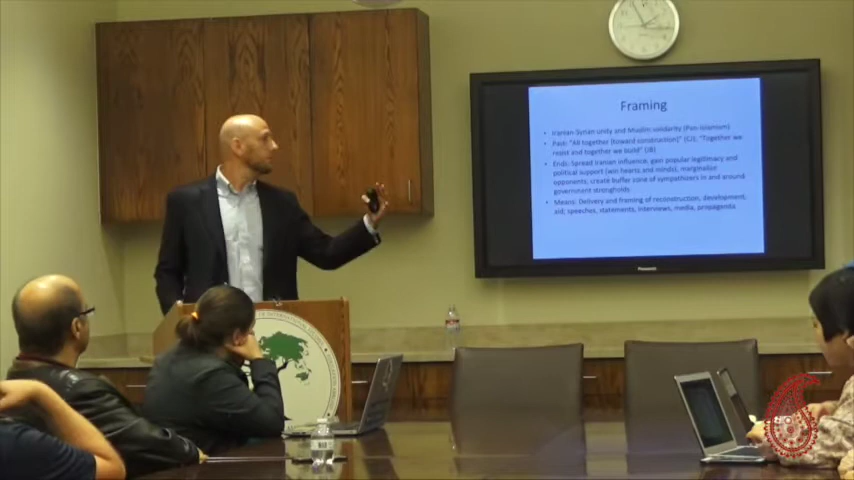 Framing
• Iranian-Syrian unity and Muslim solidarity (Pan-Islamism)
• Past: "All together [toward construction]" (CJ); "Together we
resist and together we build" (JB)
• Ends: Spread Iranian influence, gain popular legitimacy and
political support (win hearts and minds), marginalize
opponents, create buffer zone of sympathizers in and around
government strongholds
• Means: Delivery and framing of reconstruction, development,
aid; speeches, statements, interviews, media, propaganda
OF INTERNATIONAL